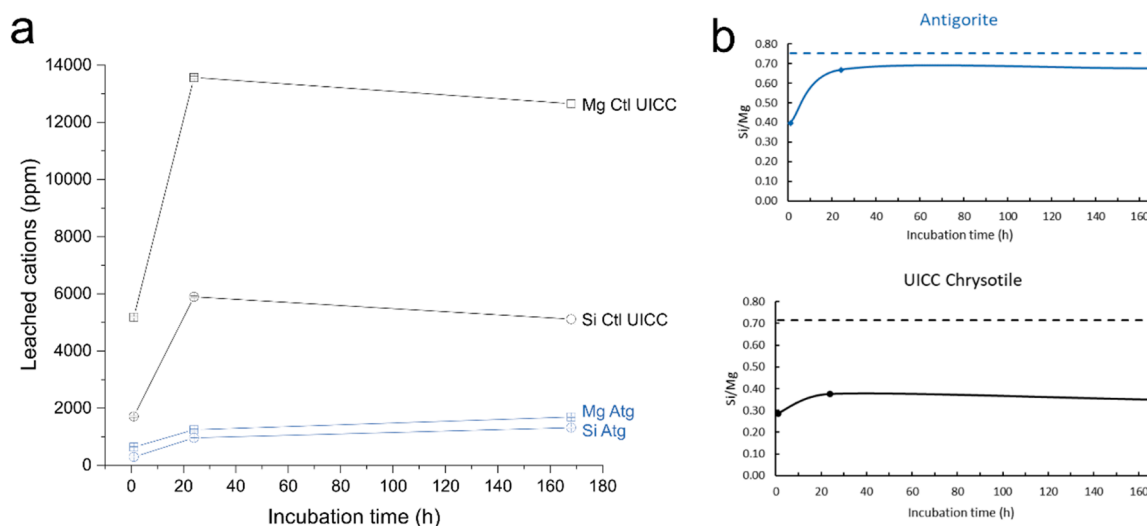 a
14000
12000
10000
8000
6000
4000
2000
0
Leached cations (ppm)
Mg Ctl UICC
Si Ctl UICC
Mg Atg
Si Atg
0 20 40 60 80 100 120 140 160 180
Incubation time (h)
b
Antigorite
0.80
0.70
0.60
0.50
0.40
0.30
0.20
0.10
0.00
Si/Mg
0 20 40 60 80 100 120 140 160
Incubation time (h)
UICC Chrysotile
0.80
0.70
0.60
0.50
0.40
0.30
0.20
0.10
0.00
Si/Mg
0 20 40 60 80 100 120 140 160
Incubation time (h)